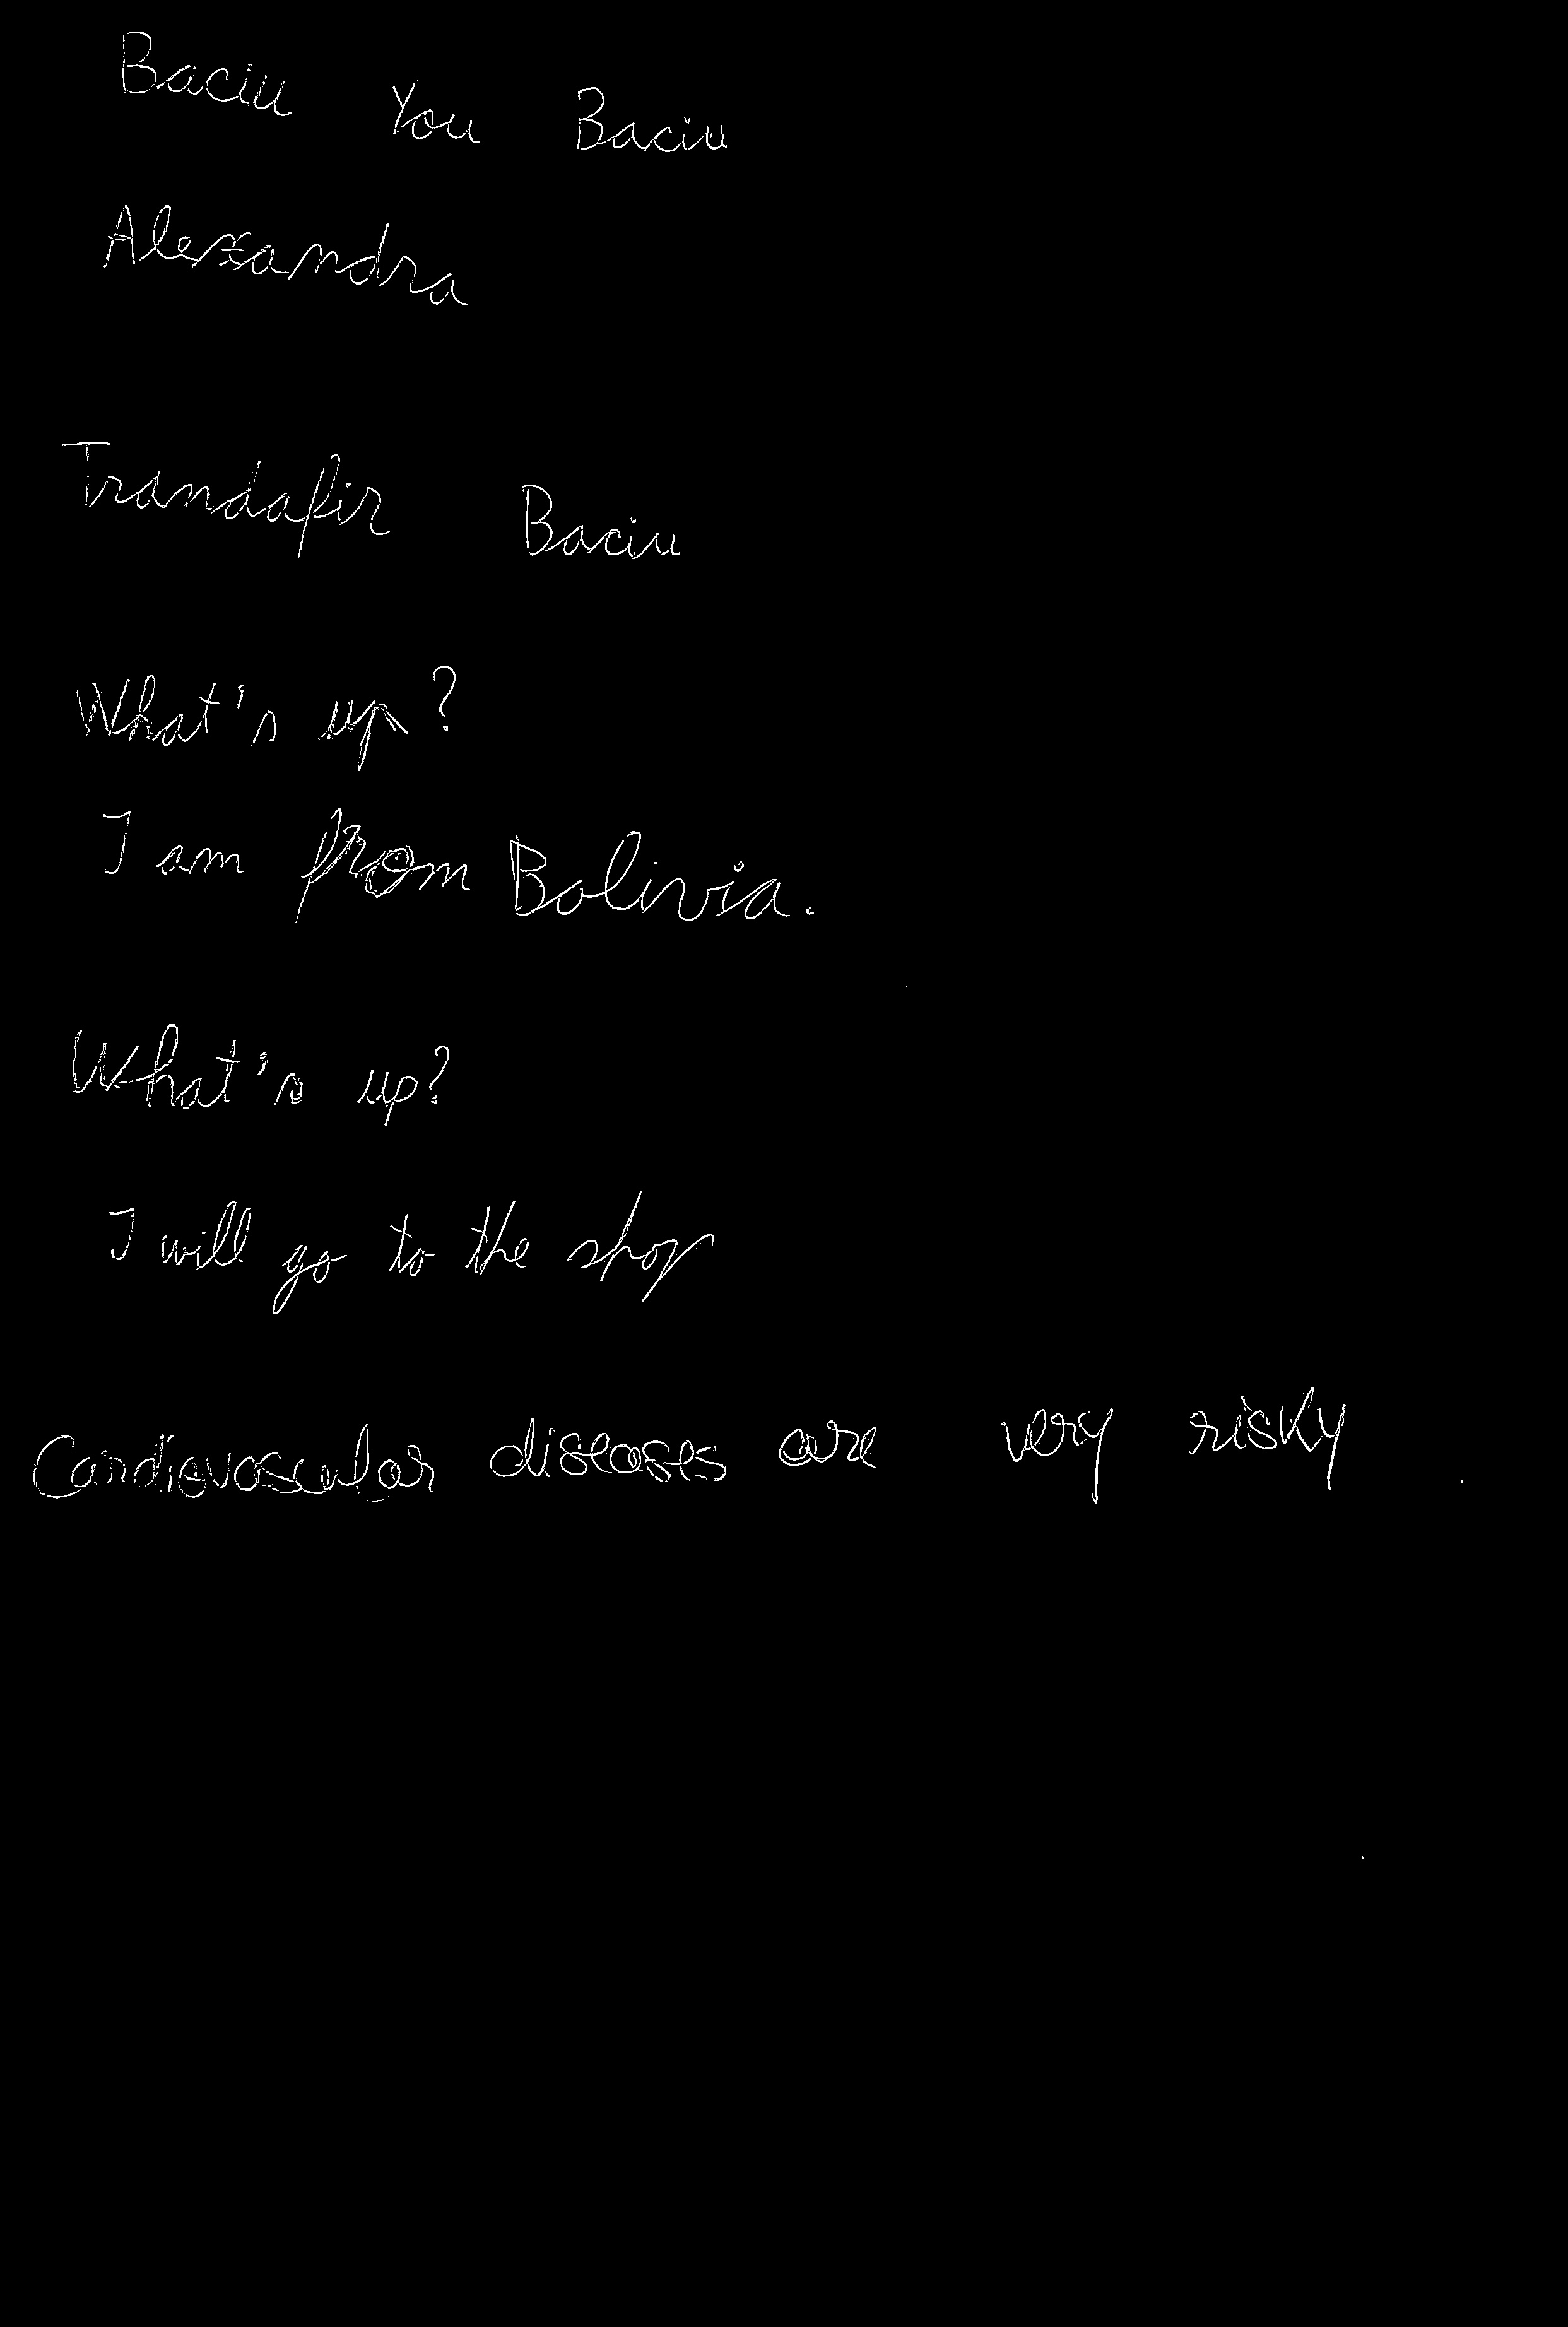 Baciu You Baciu
Alexandra
Trandafir Baciu
What's up?
I am from Bolivia.
What's up?
I will go to the shop
Cardiovascular diseases are very risky